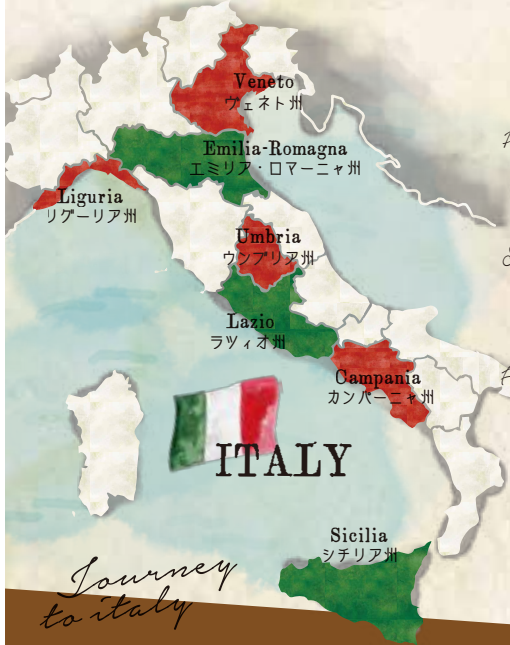 Veneto
ヴェネト州
Emilia-Romagna
エミリア・ロマーニャ州
Liguria
リグーリア州
Umbria
ウンブリア州
Lazio
ラツィオ州
Campania
カンパーニャ州
ITALY
Sicilia
シチリア州
Journey
to italy